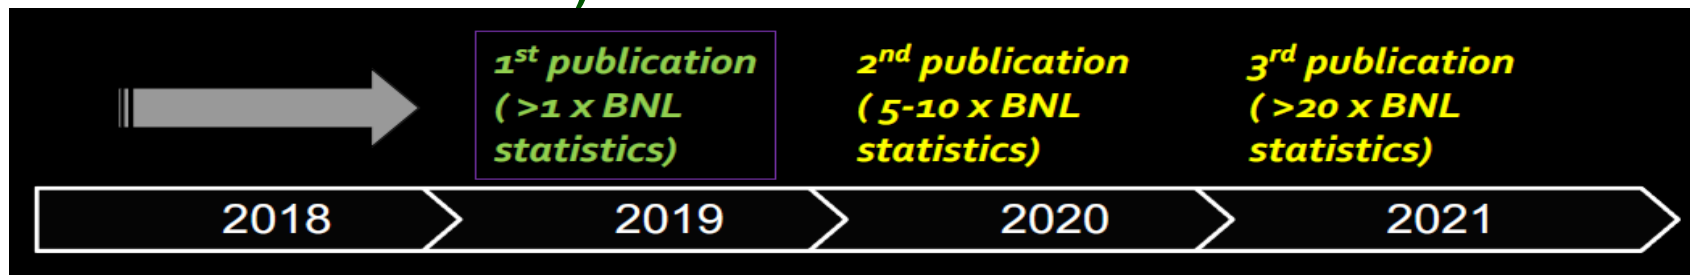 1st publication
( >1 x BNL
statistics)
2nd publication
( 5-10 x BNL
statistics)
3rd publication
( >20 x BNL
statistics)
2018
2019
2020
2021